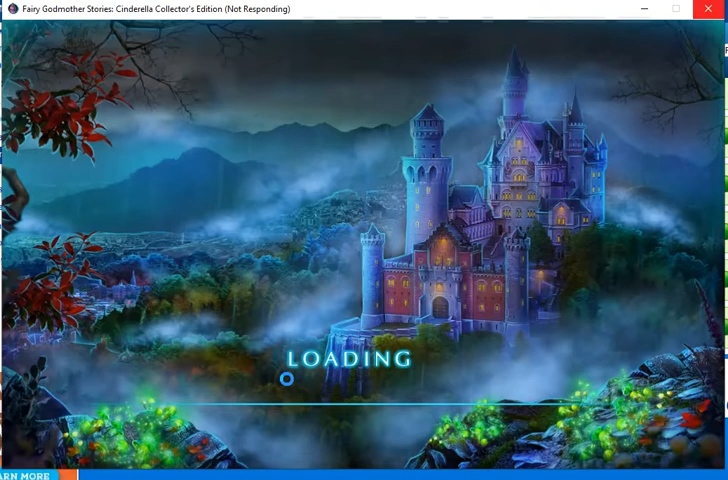 Fairy Godmother Stories: Cinderella Collector's Edition (Not Responding)
LOADING
ARN MORE